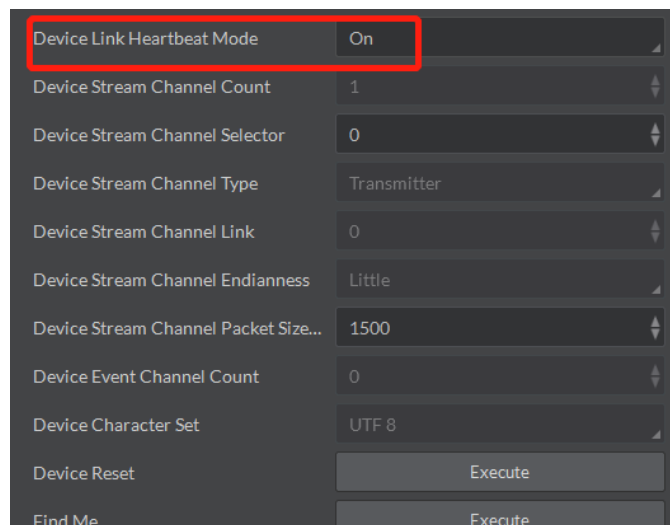 Device Link Heartbeat Mode On
Device Stream Channel Count 1
Device Stream Channel Selector 0
Device Stream Channel Type Transmitter
Device Stream Channel Link 0
Device Stream Channel Endianness Little
Device Stream Channel Packet Size... 1500
Device Event Channel Count 0
Device Character Set UTF 8
Device Reset Execute
Find Me Execute